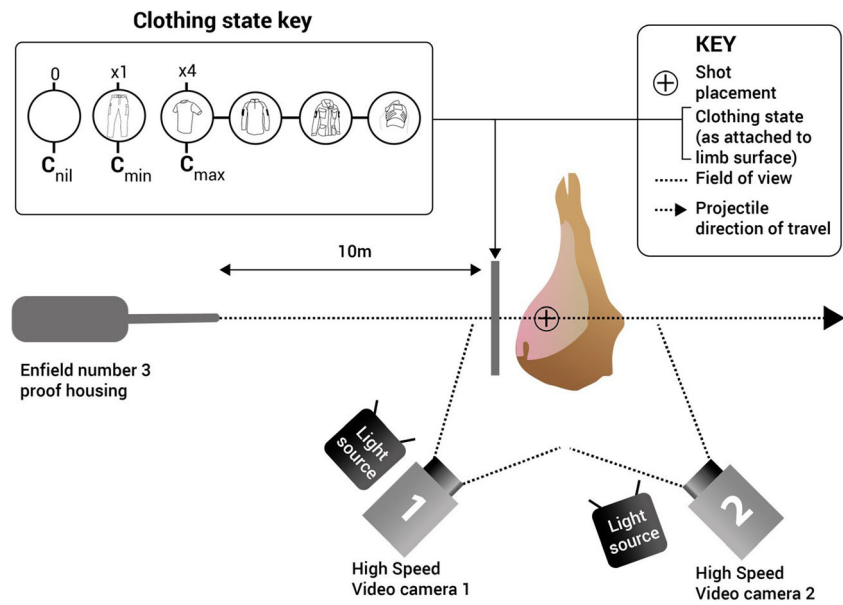 Clothing state key
0
x1
x4
C nil
C min
C max
KEY
Shot
placement
Clothing state
(as attached to
limb surface)
Field of view
Projectile
direction of travel
10m
Enfield number 3
proof housing
Light
source
1
High Speed
Video camera 1
Light
source
2
High Speed
Video camera 2